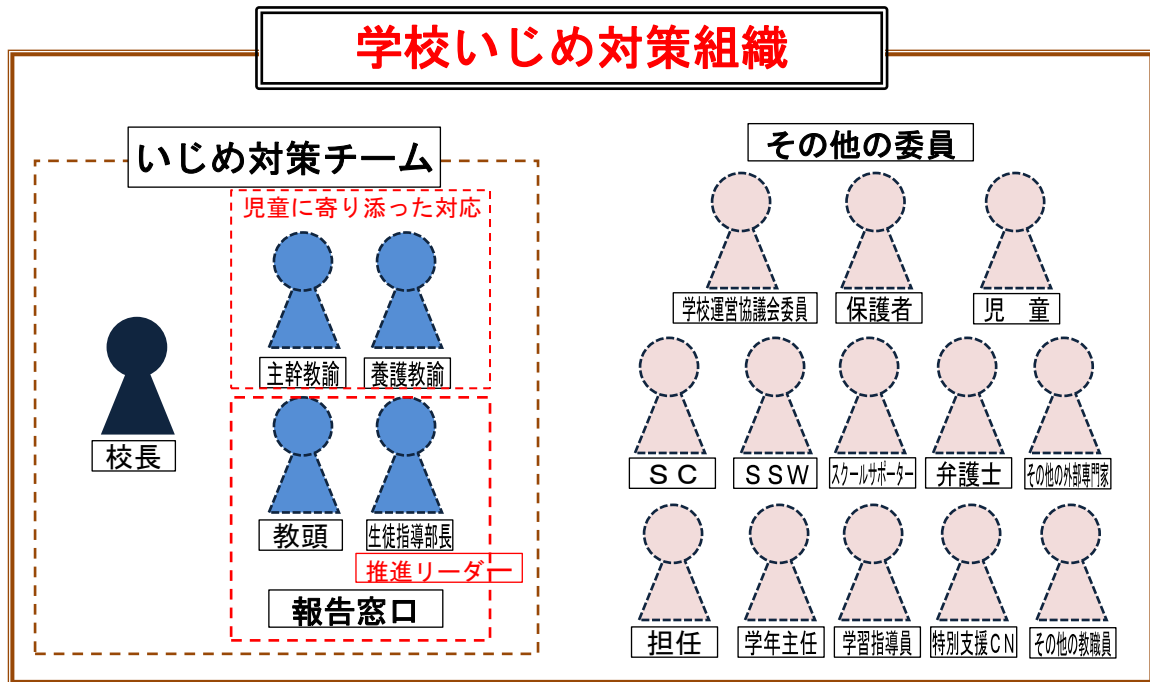 学校いじめ対策組織
いじめ対策チーム
児童に寄り添った対応
主幹教諭
養護教諭
校長
教頭
生徒指導部長
推進リーダー
報告窓口
その他の委員
学校運営協議会委員
保護者
児　童
ＳＣ
ＳＳＷ
スクールサポーター
弁護士
その他の外部専門家
担任
学年主任
学習指導員
特別支援ＣＮ
その他の教職員